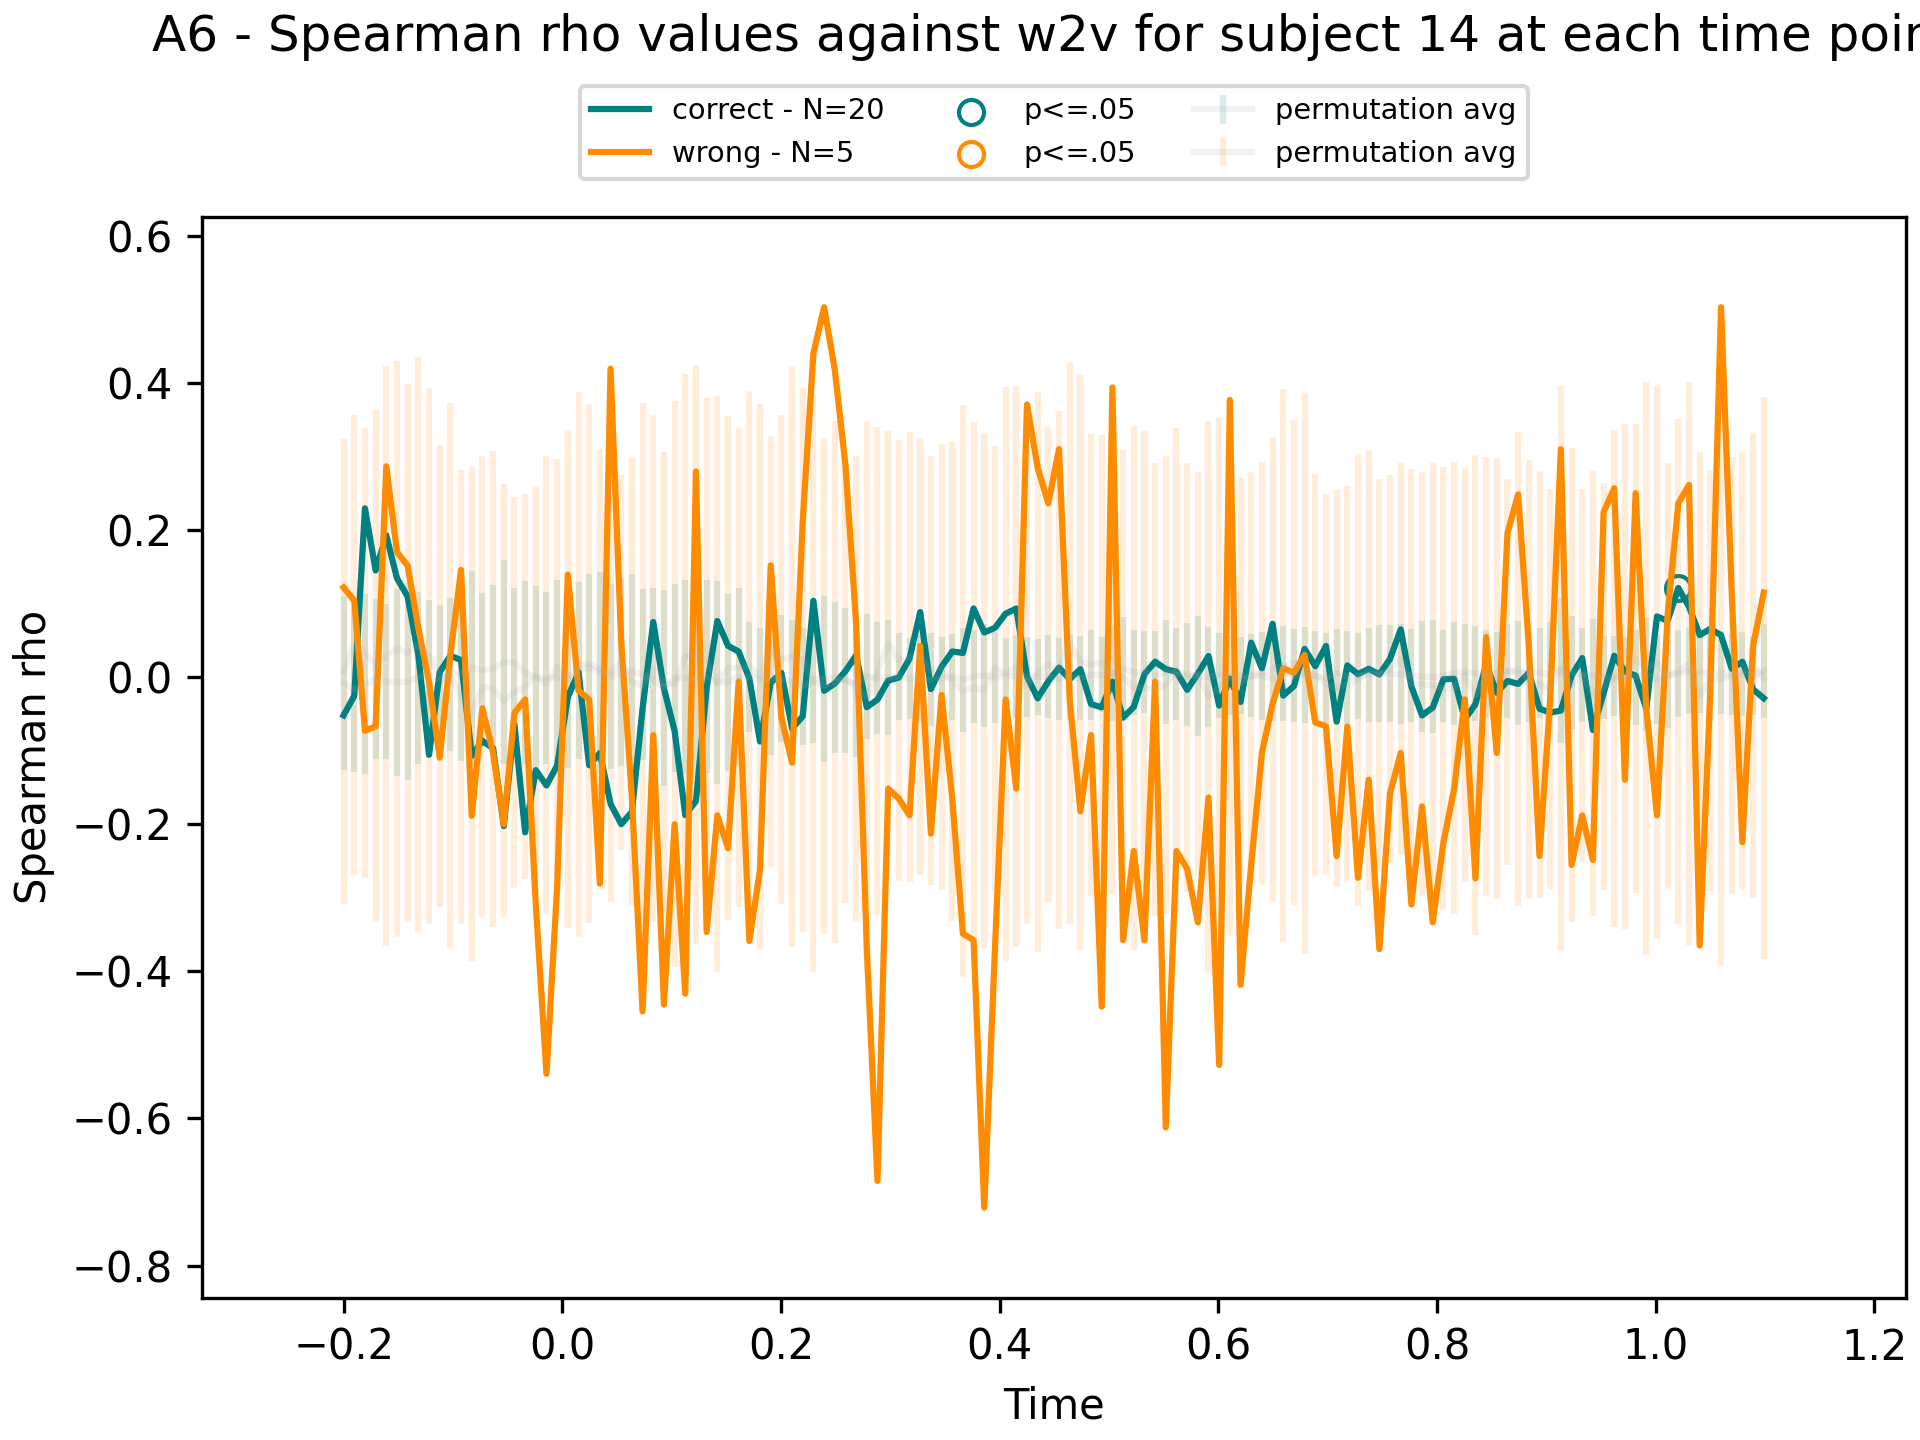 A6 - Spearman rho values against w2v for subject 14 at each time poin
correct - N=20 p<=.05 permutation avg
wrong - N=5 p<=.05 permutation avg
0.6
0.4
0.2
0.0
−0.2
−0.4
−0.6
−0.8
Spearman rho
−0.2 0.0 0.2 0.4 0.6 0.8 1.0 1.2
Time